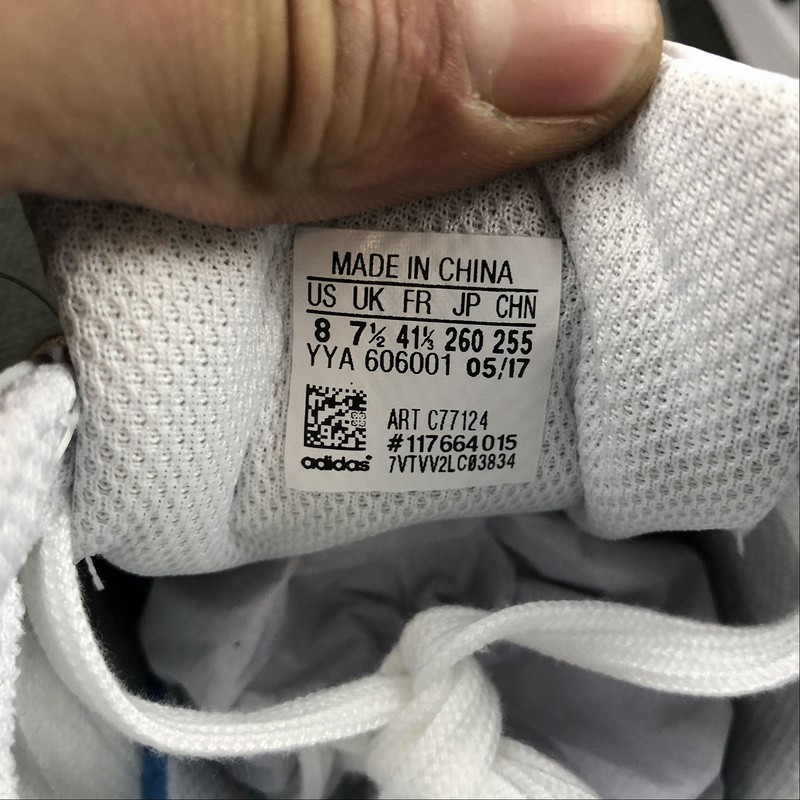 MADE IN CHINA
US UK FR JP CHN
8 7½ 41⅓ 260 255
YYA 606001 05/17
ART C77124
#117664015
adidas 7VTVV2LC03834